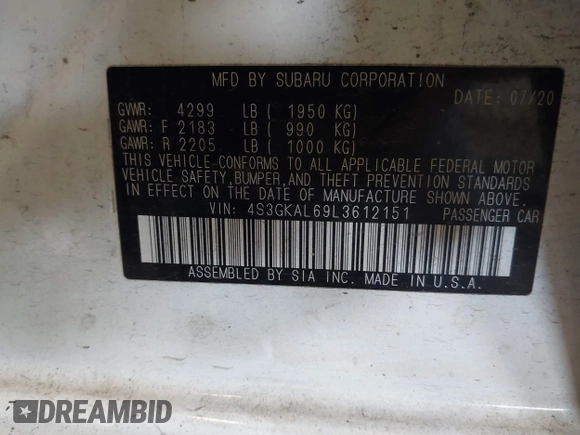 MFD BY SUBARU CORPORATION
DATE: 07/20
GVWR: 4299 LB ( 1950 KG)
GAWR: F 2183 LB ( 990 KG)
GAWR: R 2205 LB ( 1000 KG)
THIS VEHICLE CONFORMS TO ALL APPLICABLE FEDERAL MOTOR
VEHICLE SAFETY, BUMPER, AND THEFT PREVENTION STANDARDS
IN EFFECT ON THE DATE OF MANUFACTURE SHOWN ABOVE.
VIN: 4S3GKAL69L3612151 PASSENGER CAR
ASSEMBLED BY SIA INC. MADE IN U.S.A.
DREAMBID